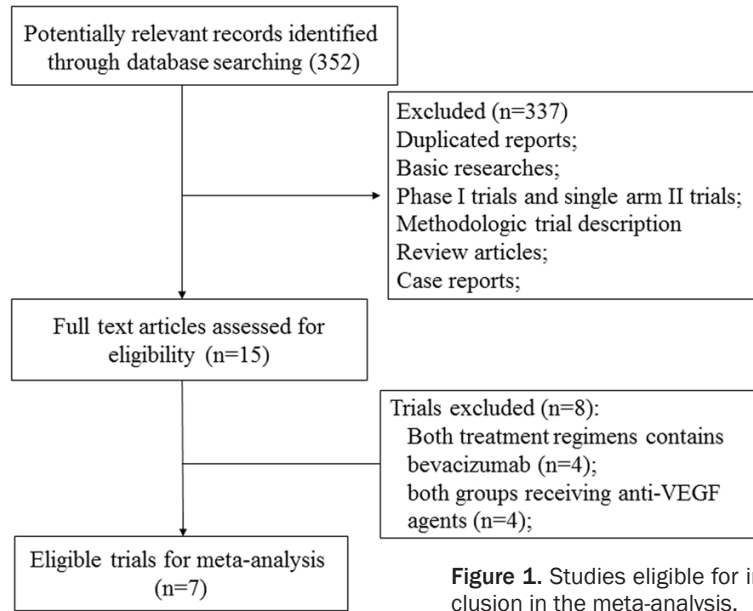 Potentially relevant records identified
through database searching (352)
Excluded (n=337)
Duplicated reports;
Basic researches;
Phase I trials and single arm II trials;
Methodologic trial description
Review articles;
Case reports;
Full text articles assessed for
eligibility (n=15)
Trials excluded (n=8):
Both treatment regimens contains
bevacizumab (n=4);
both groups receiving anti-VEGF
agents (n=4);
Eligible trials for meta-analysis
(n=7)
Figure 1. Studies eligible for in
clusion in the meta-analysis.